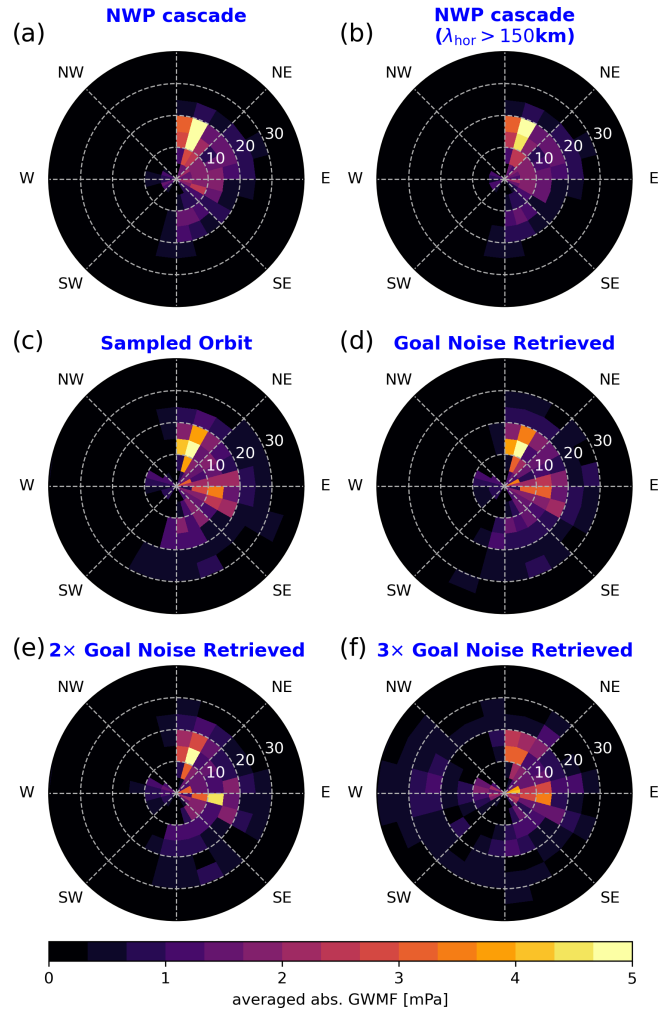 (a) NWP cascade
NW NE
W E
SW SE
10 20 30
(b) NWP cascade
(λhor > 150km)
NW NE
W E
SW SE
10 20 30
(c) Sampled Orbit
NW NE
W E
SW SE
10 20 30
(d) Goal Noise Retrieved
NW NE
W E
SW SE
10 20 30
(e) 2× Goal Noise Retrieved
NW NE
W E
SW SE
10 20 30
(f) 3× Goal Noise Retrieved
NW NE
W E
SW SE
10 20 30
0 1 2 3 4 5
averaged abs. GWMF [mPa]